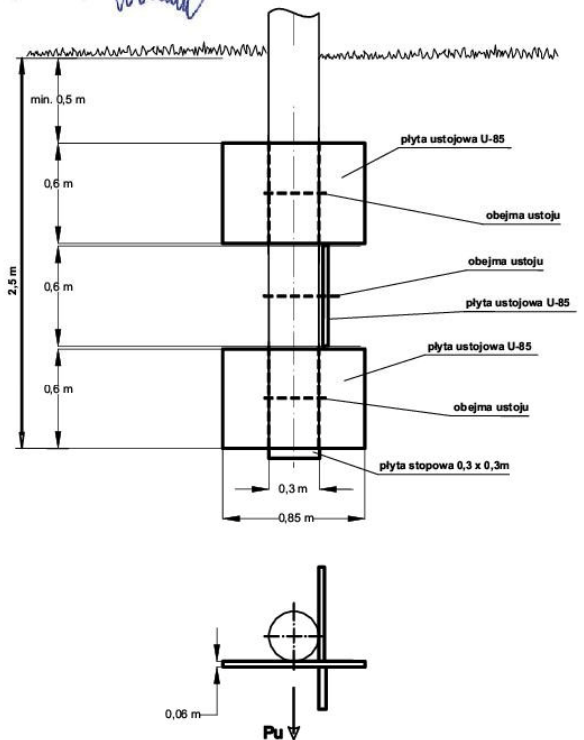 min. 0,5 m
płyta ustojowa U-85
0,6 m
obejma ustoju
obejma ustoju
2,5 m
0,6 m
płyta ustojowa U-85
płyta ustojowa U-85
0,6 m
obejma ustoju
płyta stopowa 0,3 x 0,3m
0,3 m
0,85 m
0,06 m
Pu